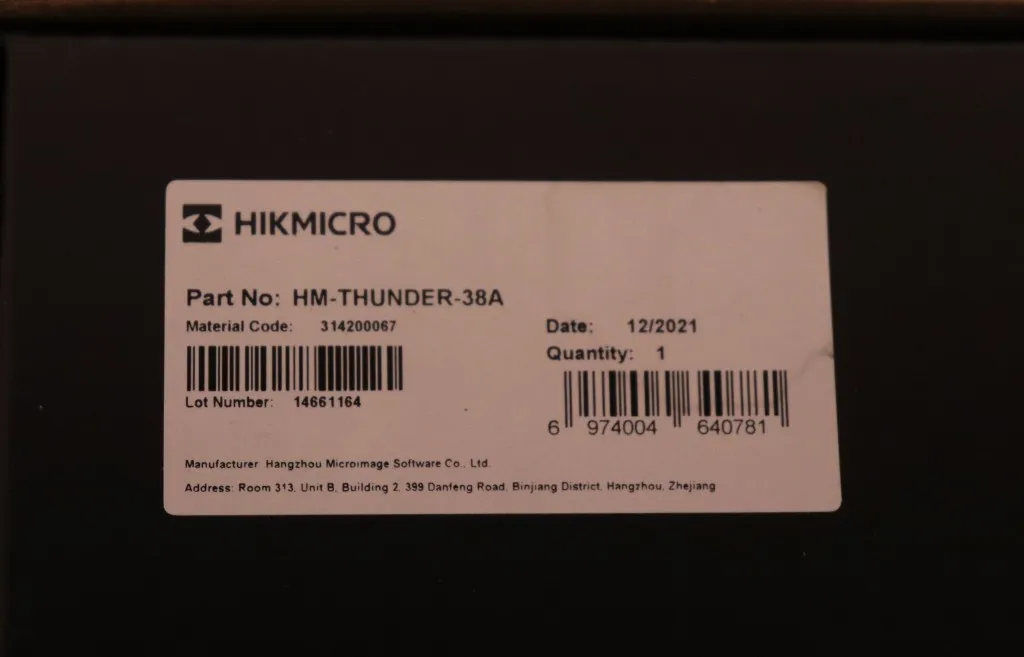 HIKMICRO
Part No: HM-THUNDER-38A
Material Code: 314200067
Date: 12/2021
Quantity: 1
Lot Number: 14661164
6 974004 640781
Manufacturer Hangzhou Microimage Software Co., Ltd.
Address: Room 313, Unit B, Building 2, 399 Danfeng Road, Binjiang District, Hangzhou, Zhejiang